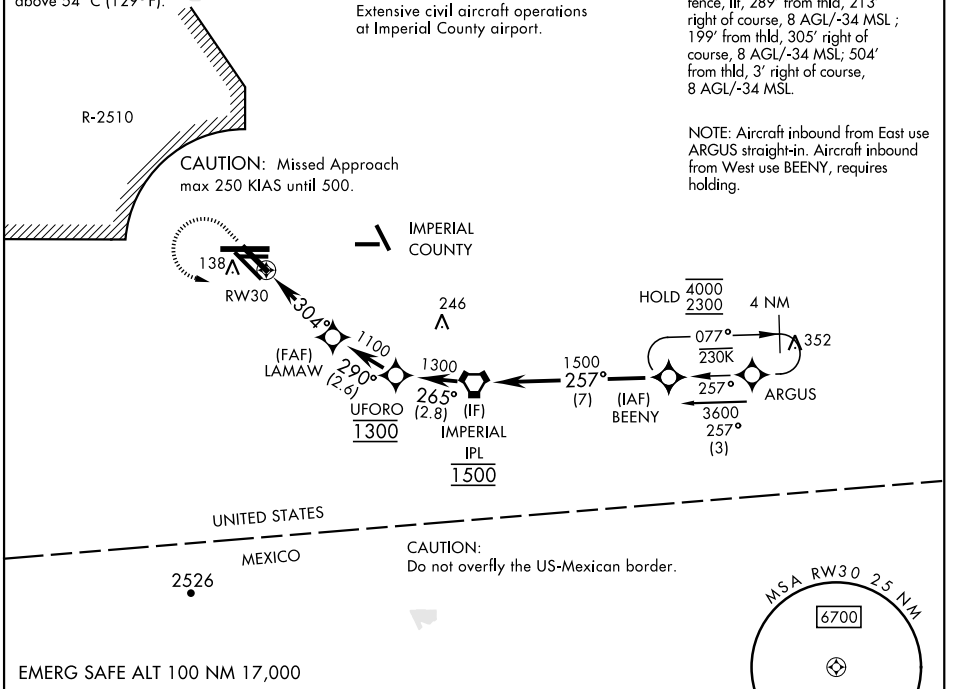 above 54°C (129°F).
Extensive civil aircraft operations
at Imperial County airport.
fence, lit, 289' from thld, 213'
right of course, 8 AGL/-34 MSL ;
199' from thld, 305' right of
course, 8 AGL/-34 MSL; 504'
from thld, 3' right of course,
8 AGL/-34 MSL.
R-2510
NOTE: Aircraft inbound from East use
ARGUS straight-in. Aircraft inbound
from West use BEENY, requires
holding.
CAUTION: Missed Approach
max 250 KIAS until 500.
IMPERIAL
COUNTY
138
RW30
304°
246
HOLD 4000
2300
4 NM
077°
230K
352
(FAF)
LAMAW
1100
290°
(2.6)
UFORO
1300
1300
265°
(2.8)
(IF)
IMPERIAL
IPL
1500
1500
257°
(7)
(IAF)
BEENY
257°
ARGUS
3600
257°
(3)
UNITED STATES
MEXICO
CAUTION:
Do not overfly the US-Mexican border.
2526
MSA RW30 25 NM
6700
EMERG SAFE ALT 100 NM 17,000